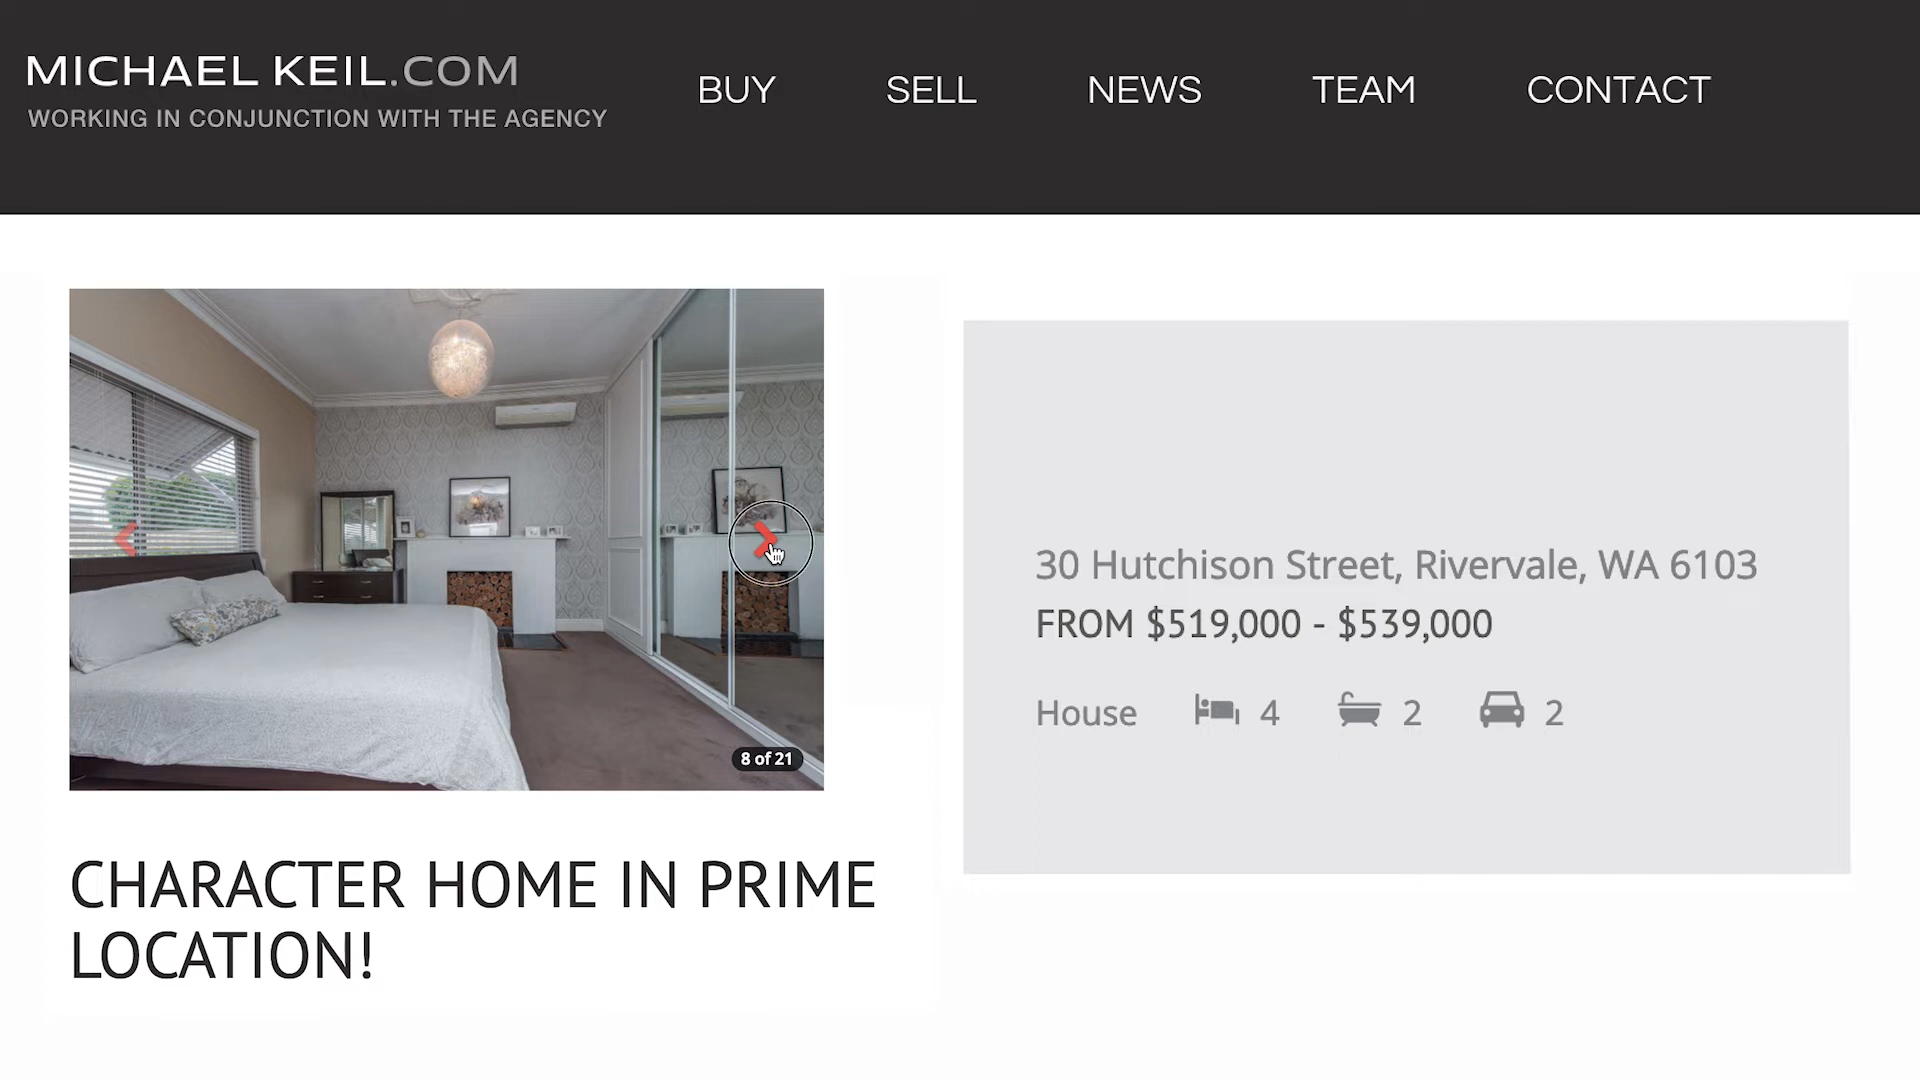 MICHAEL KEIL.COM
WORKING IN CONJUNCTION WITH THE AGENCY
BUY
SELL
NEWS
TEAM
CONTACT
8 of 21
30 Hutchison Street, Rivervale, WA 6103
FROM $519,000 - $539,000
House 4 2 2
CHARACTER HOME IN PRIME
LOCATION!